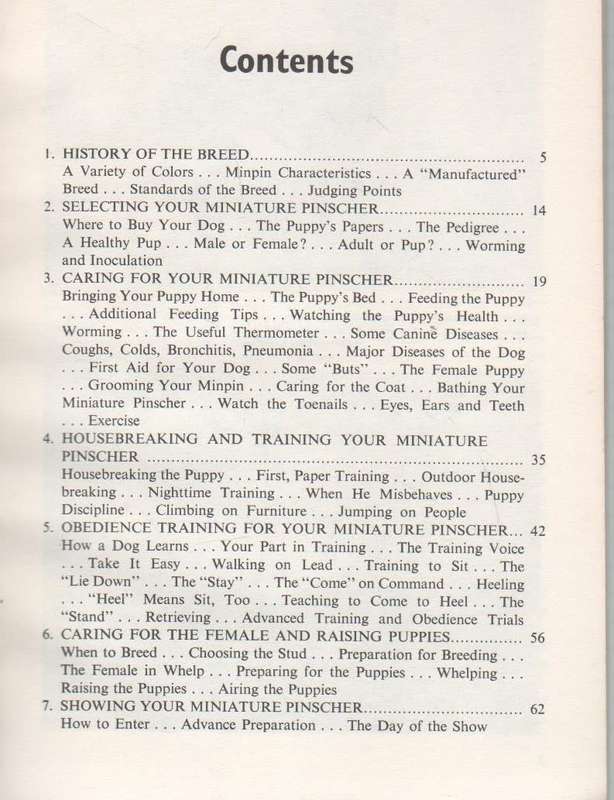 Contents
1. HISTORY OF THE BREED.............................................. 5
A Variety of Colors . . . Minpin Characteristics . . . A “Manufactured”
Breed . . . Standards of the Breed . . . Judging Points
2. SELECTING YOUR MINIATURE PINSCHER........................ 14
Where to Buy Your Dog . . . The Puppy’s Papers . . . The Pedigree . . .
A Healthy Pup . . . Male or Female? . . . Adult or Pup? . . . Worming
and Inoculation
3. CARING FOR YOUR MINIATURE PINSCHER...................... 19
Bringing Your Puppy Home . . . The Puppy’s Bed . . . Feeding the Puppy
. . . Additional Feeding Tips . . . Watching the Puppy’s Health . . .
Worming . . . The Useful Thermometer . . . Some Canine Diseases . . .
Coughs, Colds, Bronchitis, Pneumonia . . . Major Diseases of the Dog
. . . First Aid for Your Dog . . . Some “Buts” . . . The Female Puppy
. . . Grooming Your Minpin . . . Caring for the Coat . . . Bathing Your
Miniature Pinscher . . . Watch the Toenails . . . Eyes, Ears and Teeth
. . . Exercise
4. HOUSEBREAKING AND TRAINING YOUR MINIATURE
PINSCHER ............................................................... 35
Housebreaking the Puppy . . . First, Paper Training . . . Outdoor House-
breaking . . . Nighttime Training . . . When He Misbehaves . . . Puppy
Discipline . . . Climbing on Furniture . . . Jumping on People
5. OBEDIENCE TRAINING FOR YOUR MINIATURE PINSCHER... 42
How a Dog Learns . . . Your Part in Training . . . The Training Voice
. . . Take It Easy . . . Walking on Lead . . . Training to Sit . . . The
“Lie Down” . . . The “Stay” . . . The “Come” on Command . . . Heeling
. . . “Heel” Means Sit, Too . . . Teaching to Come to Heel . . . The
“Stand” . . . Retrieving . . . Advanced Training and Obedience Trials
6. CARING FOR THE FEMALE AND RAISING PUPPIES............ 56
When to Breed . . . Choosing the Stud . . . Preparation for Breeding . . .
The Female in Whelp . . . Preparing for the Puppies . . . Whelping . . .
Raising the Puppies . . . Airing the Puppies
7. SHOWING YOUR MINIATURE PINSCHER........................... 62
How to Enter . . . Advance Preparation . . . The Day of the Show